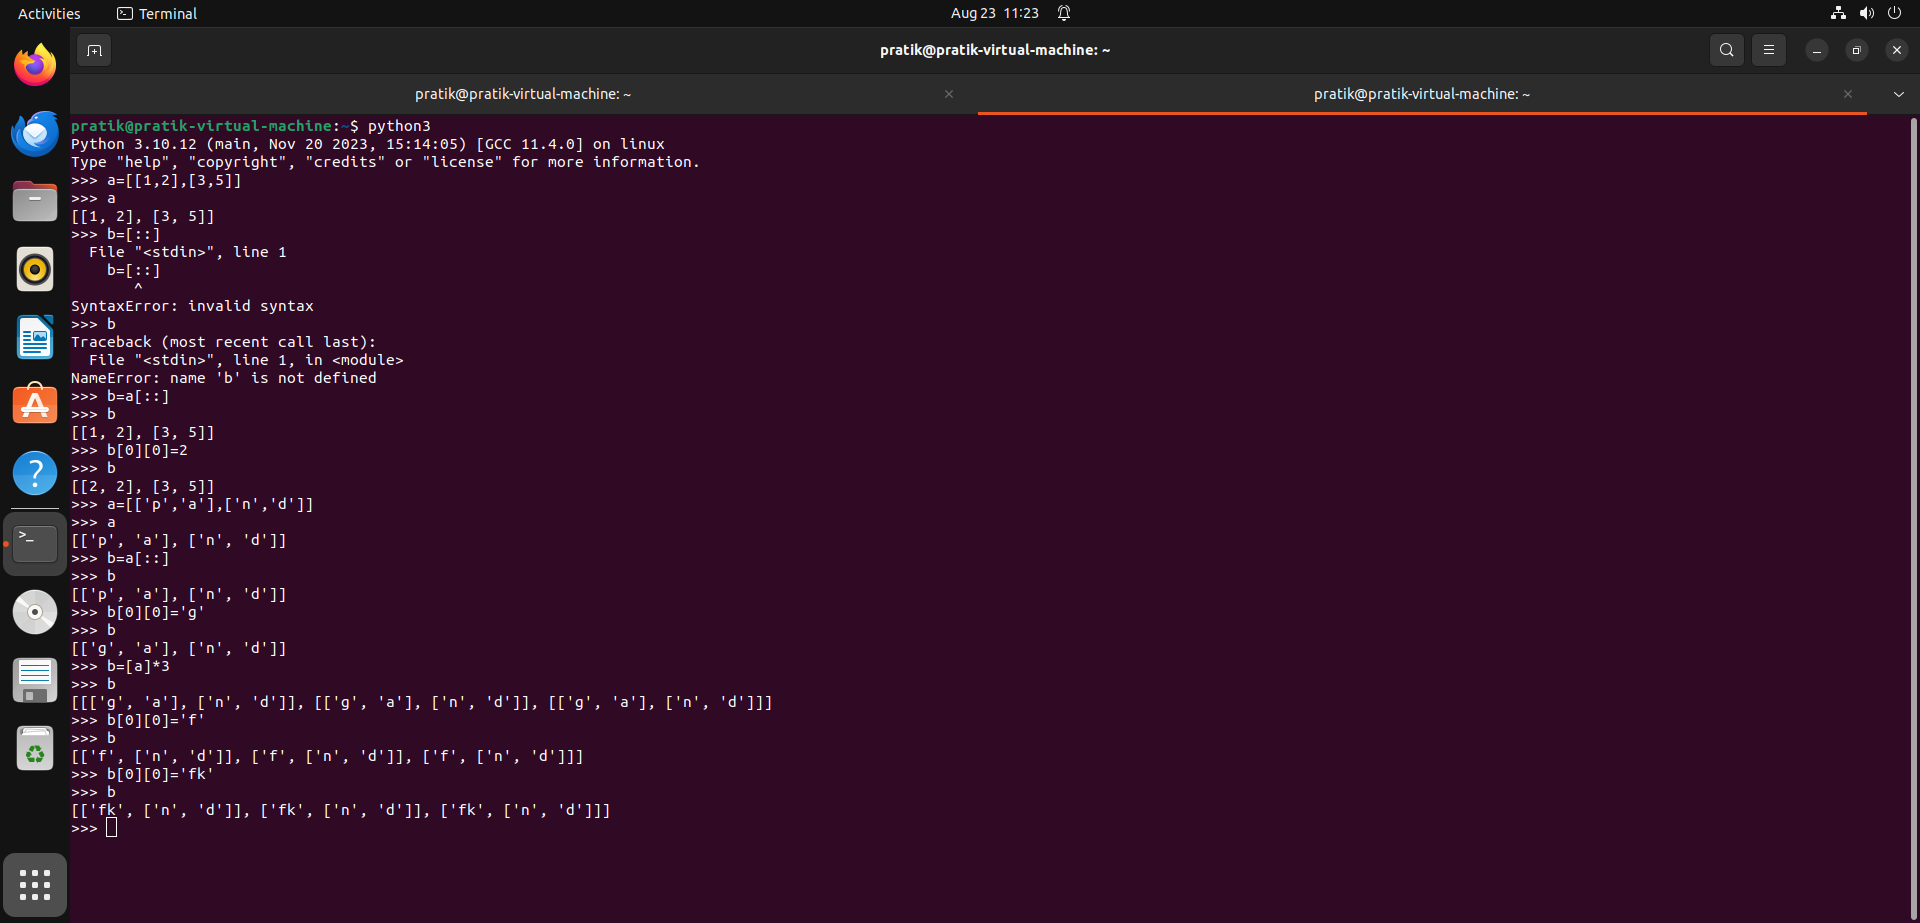 Activities
Terminal
Aug 23 11:23
pratik@pratik-virtual-machine: ~
pratik@pratik-virtual-machine: ~
pratik@pratik-virtual-machine: ~
pratik@pratik-virtual-machine:~$ python3
Python 3.10.12 (main, Nov 20 2023, 15:14:05) [GCC 11.4.0] on linux
Type "help", "copyright", "credits" or "license" for more information.
>>> a=[[1,2],[3,5]]
>>> a
[[1, 2], [3, 5]]
>>> b=[::]
  File "<stdin>", line 1
    b=[::]
       ^
SyntaxError: invalid syntax
>>> b
Traceback (most recent call last):
  File "<stdin>", line 1, in <module>
NameError: name 'b' is not defined
>>> b=a[::]
>>> b
[[1, 2], [3, 5]]
>>> b[0][0]=2
>>> b
[[2, 2], [3, 5]]
>>> a=[['p','a'],['n','d']]
>>> a
[['p', 'a'], ['n', 'd']]
>>> b=a[::]
>>> b
[['p', 'a'], ['n', 'd']]
>>> b[0][0]='g'
>>> b
[['g', 'a'], ['n', 'd']]
>>> b=[a]*3
>>> b
[[['g', 'a'], ['n', 'd']], [['g', 'a'], ['n', 'd']], [['g', 'a'], ['n', 'd']]]
>>> b[0][0]='f'
>>> b
[['f', ['n', 'd']], ['f', ['n', 'd']], ['f', ['n', 'd']]]
>>> b[0][0]='fk'
>>> b
[['fk', ['n', 'd']], ['fk', ['n', 'd']], ['fk', ['n', 'd']]]
>>>